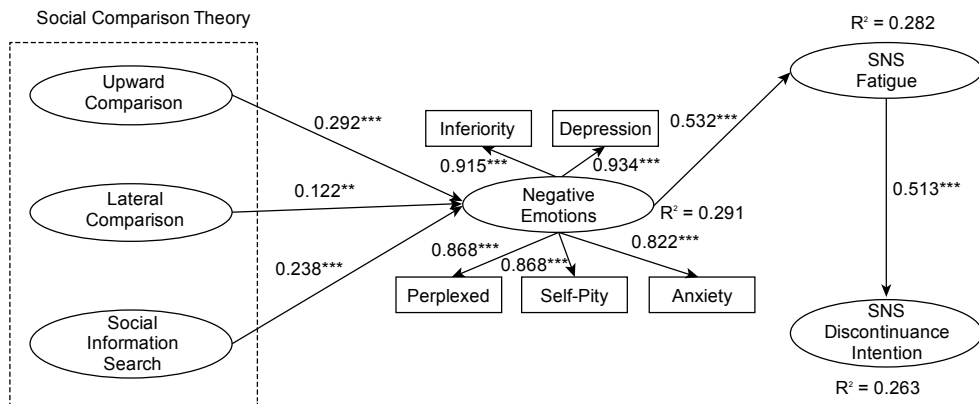 Social Comparison Theory
Upward
Comparison
Lateral
Comparison
Social
Information
Search
0.292***
0.122**
0.238***
Inferiority
Depression
0.915***
0.934***
Negative
Emotions
R² = 0.291
0.868***
0.868***
0.822***
Perplexed
Self-Pity
Anxiety
0.532***
R² = 0.282
SNS
Fatigue
0.513***
SNS
Discontinuance
Intention
R² = 0.263